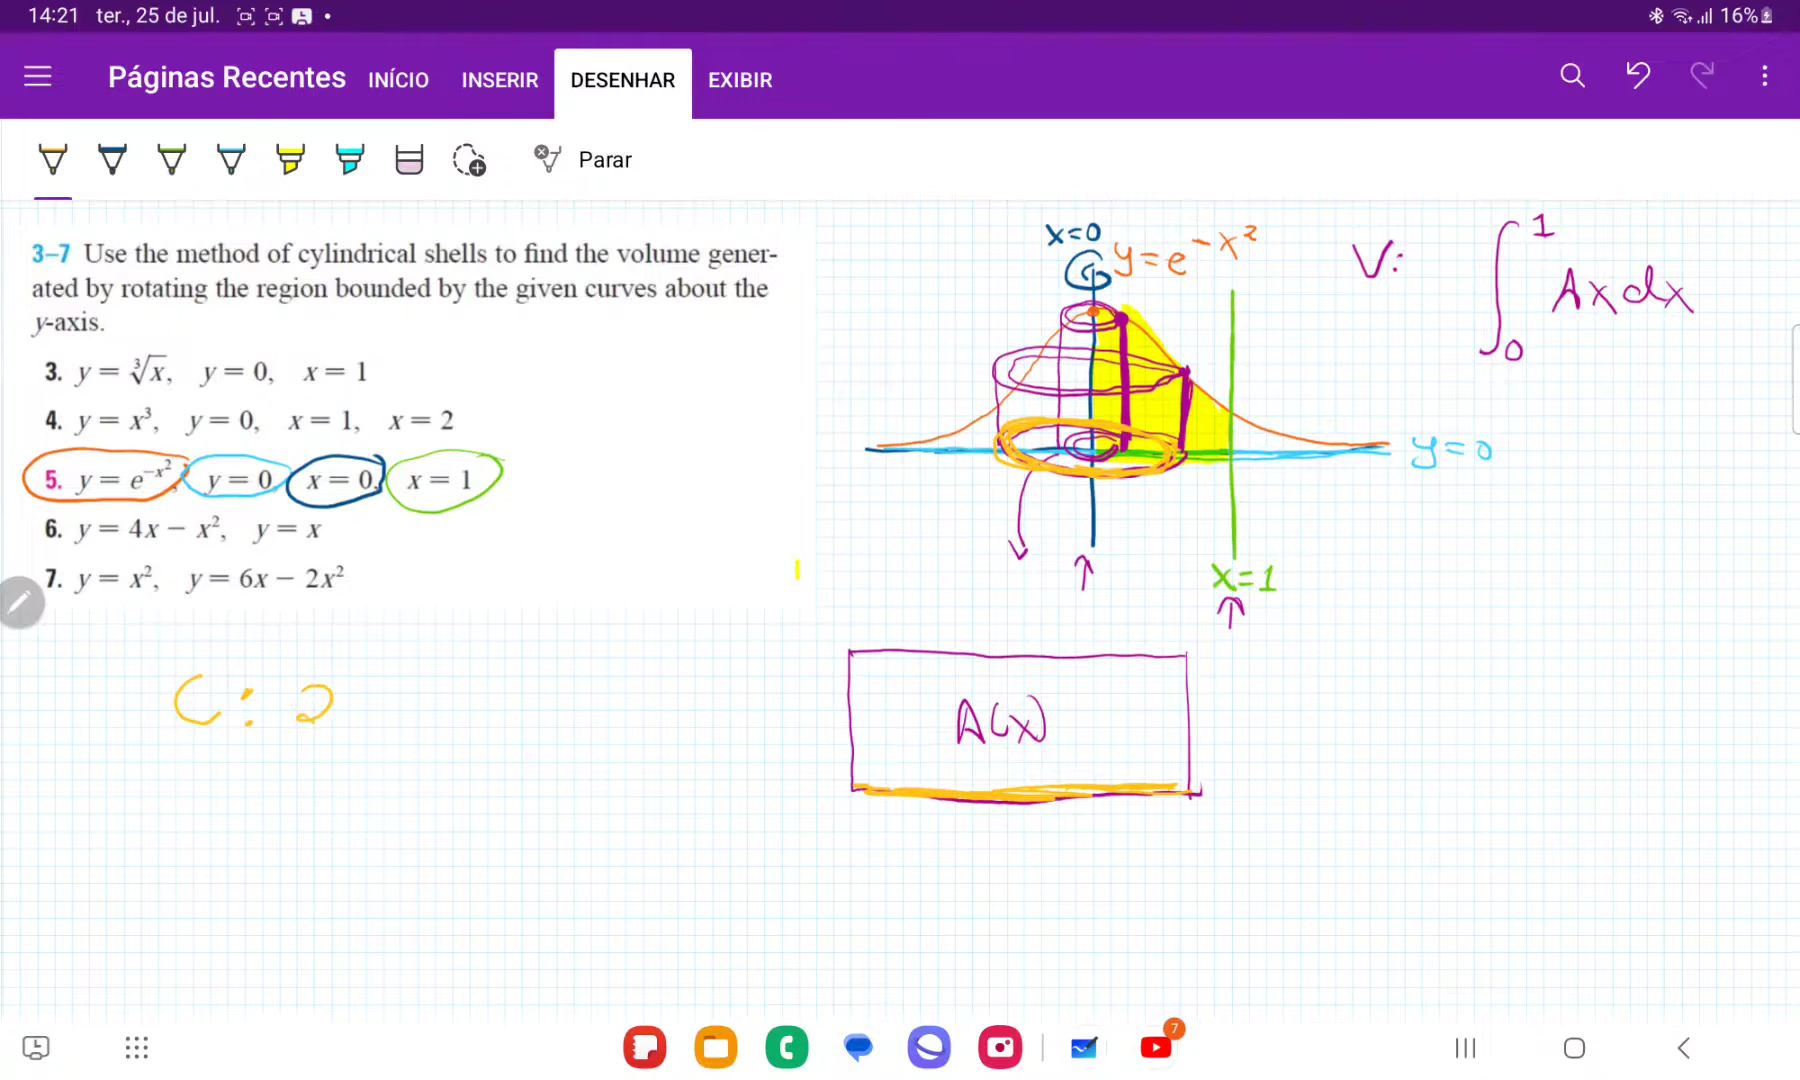 14:21 ter., 25 de jul. 16%
Páginas Recentes INÍCIO INSERIR DESENHAR EXIBIR
Parar
3–7 Use the method of cylindrical shells to find the volume gener-
ated by rotating the region bounded by the given curves about the
y-axis.
3. y = ∛x, y = 0, x = 1
4. y = x³, y = 0, x = 1, x = 2
5. y = e^{−x²}, y = 0, x = 0, x = 1
6. y = 4x − x², y = x
7. y = x², y = 6x − 2x²
C: 2
x=0
y=e^{-x²}
y=0
x=1
A(x)
V: ∫₀¹ Ax dx
7